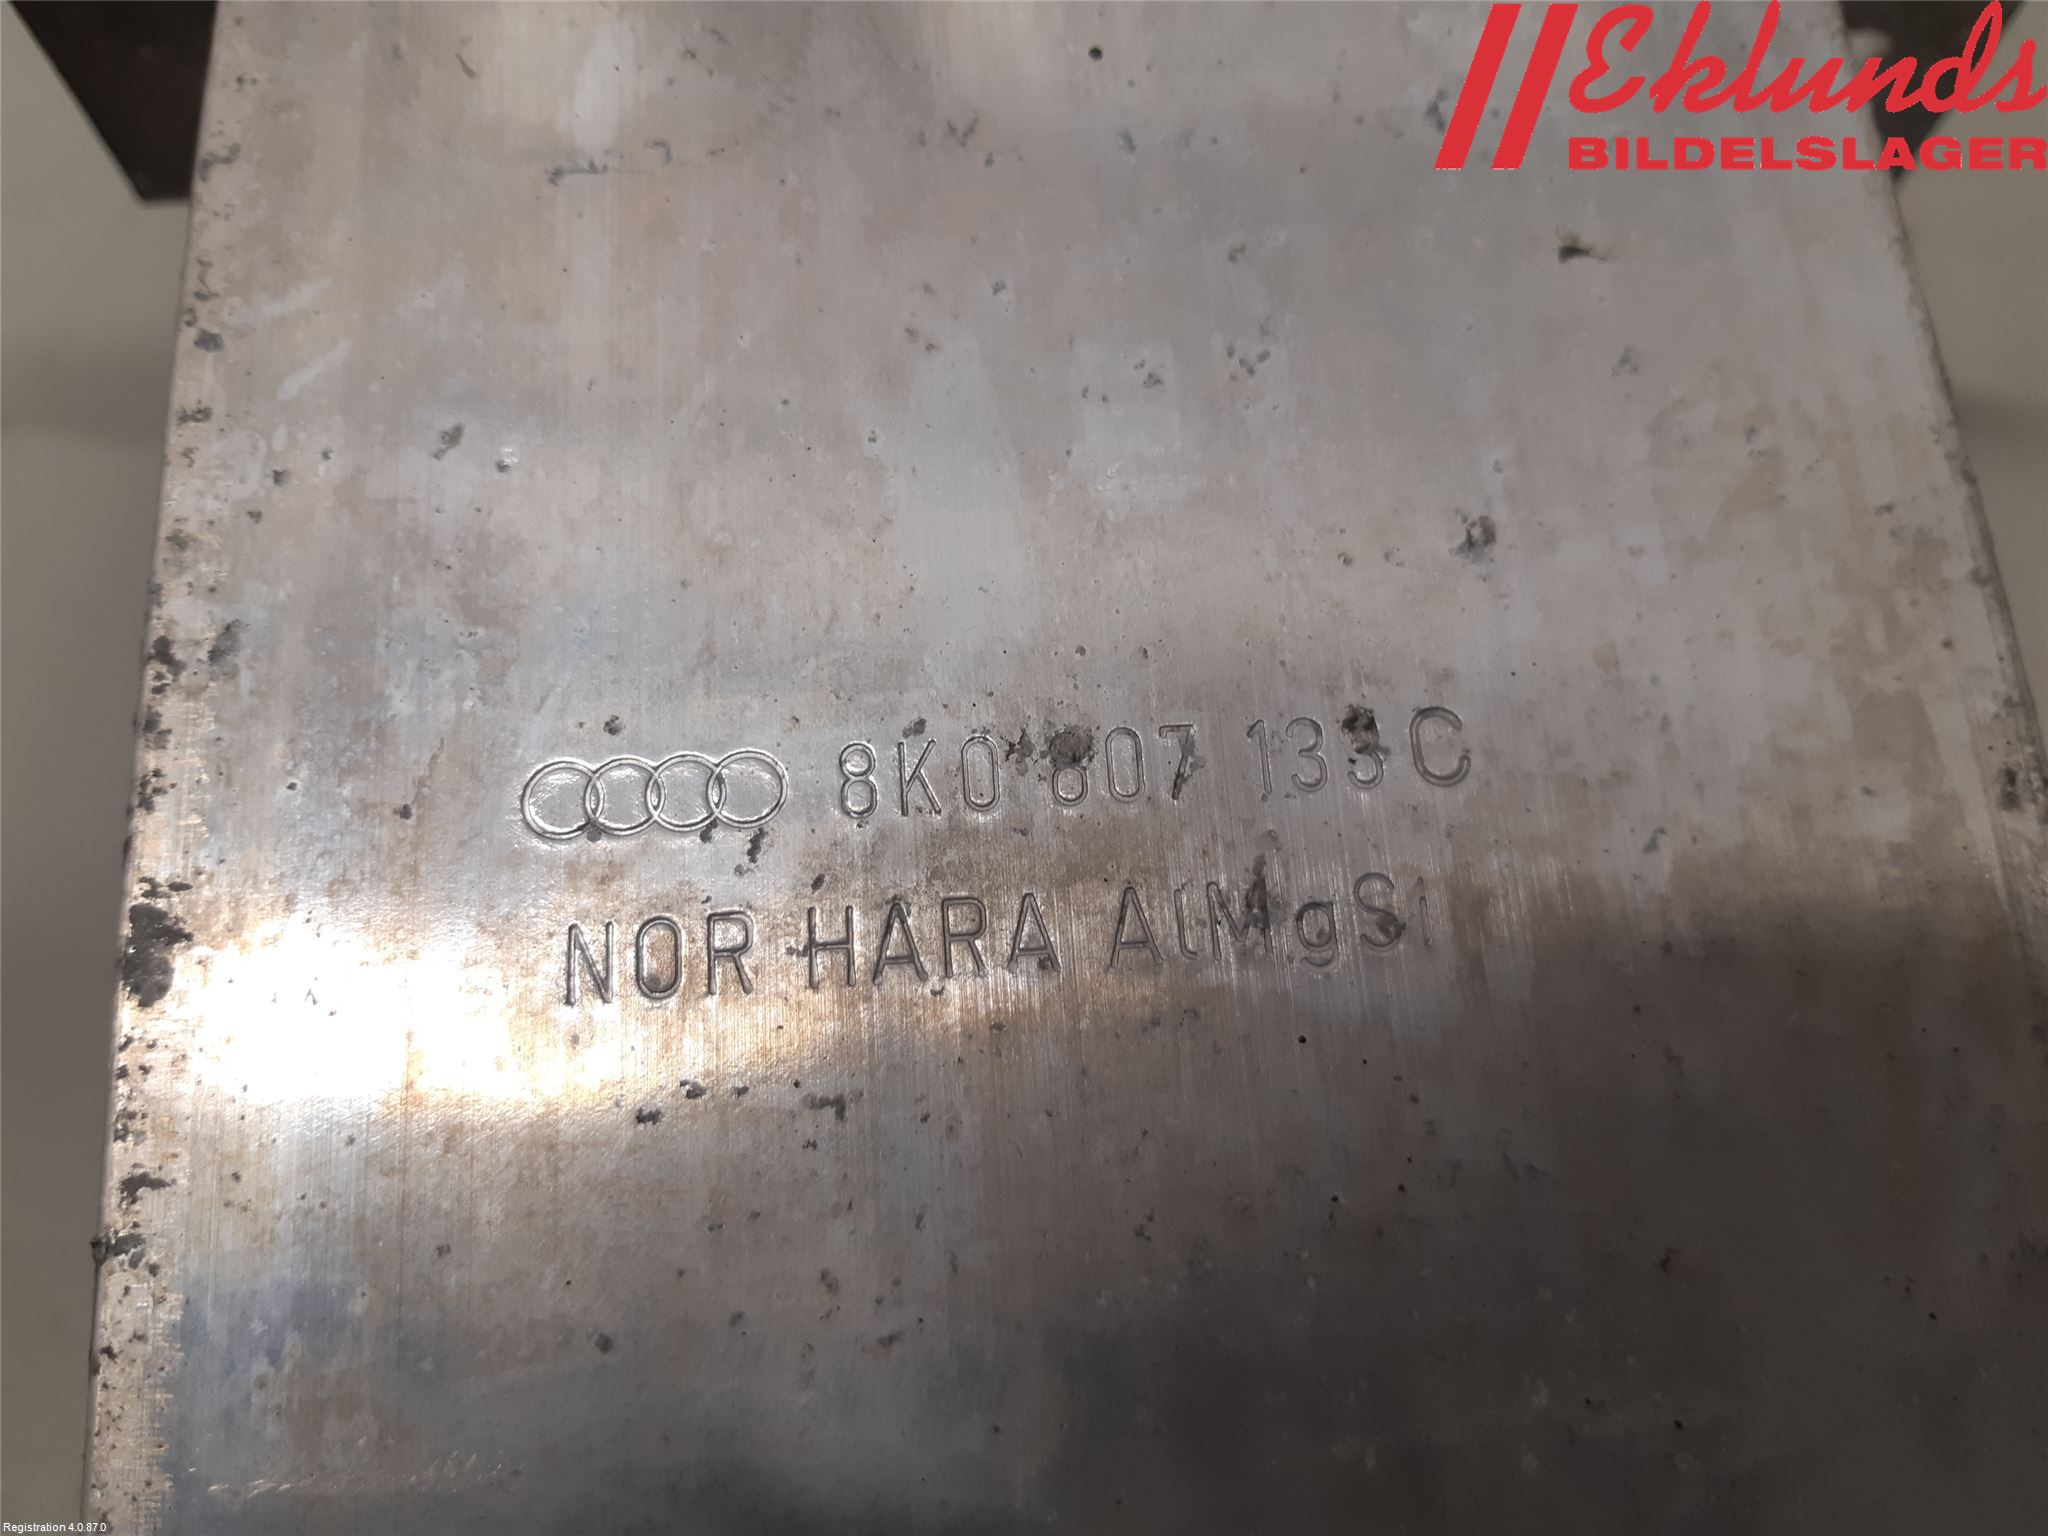 Eklunds
BILDELSLAGER
8K0 807 133 C
NOR HARA AlMgSi
Registration 4.0.87.0